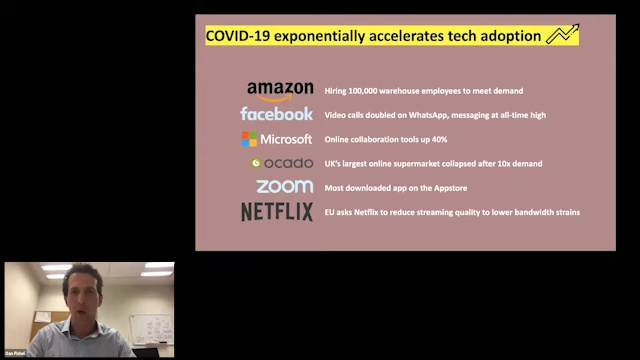 COVID-19 exponentially accelerates tech adoption
amazon Hiring 100,000 warehouse employees to meet demand
facebook Video calls doubled on WhatsApp, messaging at all-time high
Microsoft Online collaboration tools up 40%
ocado UK's largest online supermarket collapsed after 10x demand
zoom Most downloaded app on the Appstore
NETFLIX EU asks Netflix to reduce streaming quality to lower bandwidth strains